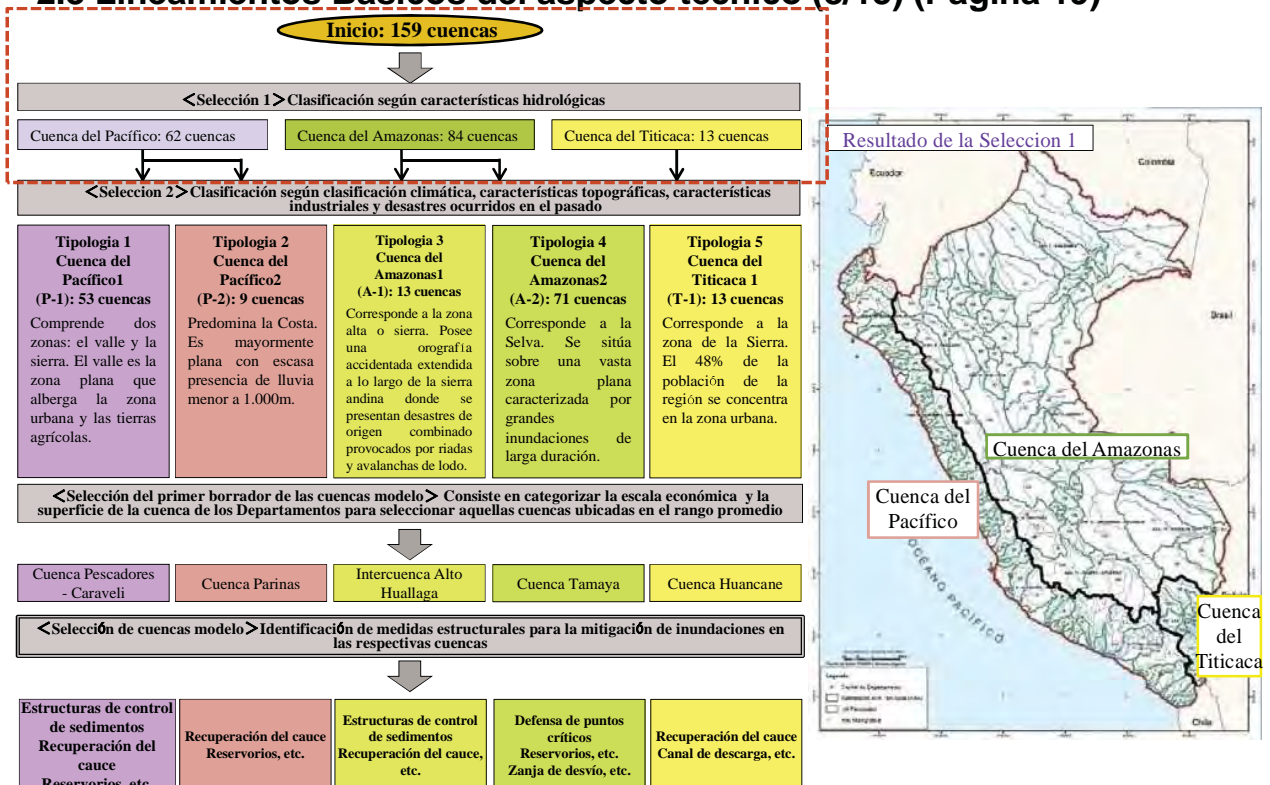 2.3 Lineamientos Básicos del aspecto técnico
Inicio: 159 cuencas
<Selección 1>Clasificación según características hidrológicas
Cuenca del Pacífico: 62 cuencas
Cuenca del Amazonas: 84 cuencas
Cuenca del Titicaca: 13 cuencas
<Seleccion 2>Clasificación según clasificación climática, características topográficas, características
industriales y desastres ocurridos en el pasado
Tipologia 1
Cuenca del
Pacífico1
(P-1): 53 cuencas
Comprende dos
zonas: el valle y la
sierra. El valle es la
zona plana que
alberga la zona
urbana y las tierras
agrícolas.
Tipologia 2
Cuenca del
Pacífico2
(P-2): 9 cuencas
Predomina la Costa.
Es mayormente
plana con escasa
presencia de lluvia
menor a 1.000m.
Tipologia 3
Cuenca del
Amazonas1
(A-1): 13 cuencas
Corresponde a la zona
alta o sierra. Posee
una orografía
accidentada extendida
a lo largo de la sierra
andina donde se
presentan desastres de
origen combinado
provocados por riadas
y avalanchas de lodo.
Tipologia 4
Cuenca del
Amazonas2
(A-2): 71 cuencas
Corresponde a la
Selva. Se sitúa
sobre una vasta
zona plana
caracterizada por
grandes
inundaciones de
larga duración.
Tipologia 5
Cuenca del
Titicaca 1
(T-1): 13 cuencas
Corresponde a la
zona de la Sierra.
El 48% de la
población de la
región se concentra
en la zona urbana.
<Selección del primer borrador de las cuencas modelo> Consiste en categorizar la escala económica y la
superficie de la cuenca de los Departamentos para seleccionar aquellas cuencas ubicadas en el rango promedio
Cuenca Pescadores
- Caraveli
Cuenca Parinas
Intercuenca Alto
Huallaga
Cuenca Tamaya
Cuenca Huancane
<Selección de cuencas modelo>Identificación de medidas estructurales para la mitigación de inundaciones en
las respectivas cuencas
Estructuras de control
de sedimentos
Recuperación del
cauce
Reservorios, etc.
Recuperación del cauce
Reservorios, etc.
Estructuras de control
de sedimentos
Recuperación del cauce,
etc.
Defensa de puntos
críticos
Reservorios, etc.
Zanja de desvío, etc.
Recuperación del cauce
Canal de descarga, etc.
Resultado de la Seleccion 1
Ecuador
Colombia
Brasil
Cuenca del Amazonas
Cuenca del
Pacífico
OCEANO PACIFICO
Cuenca
del
Titicaca
Chile